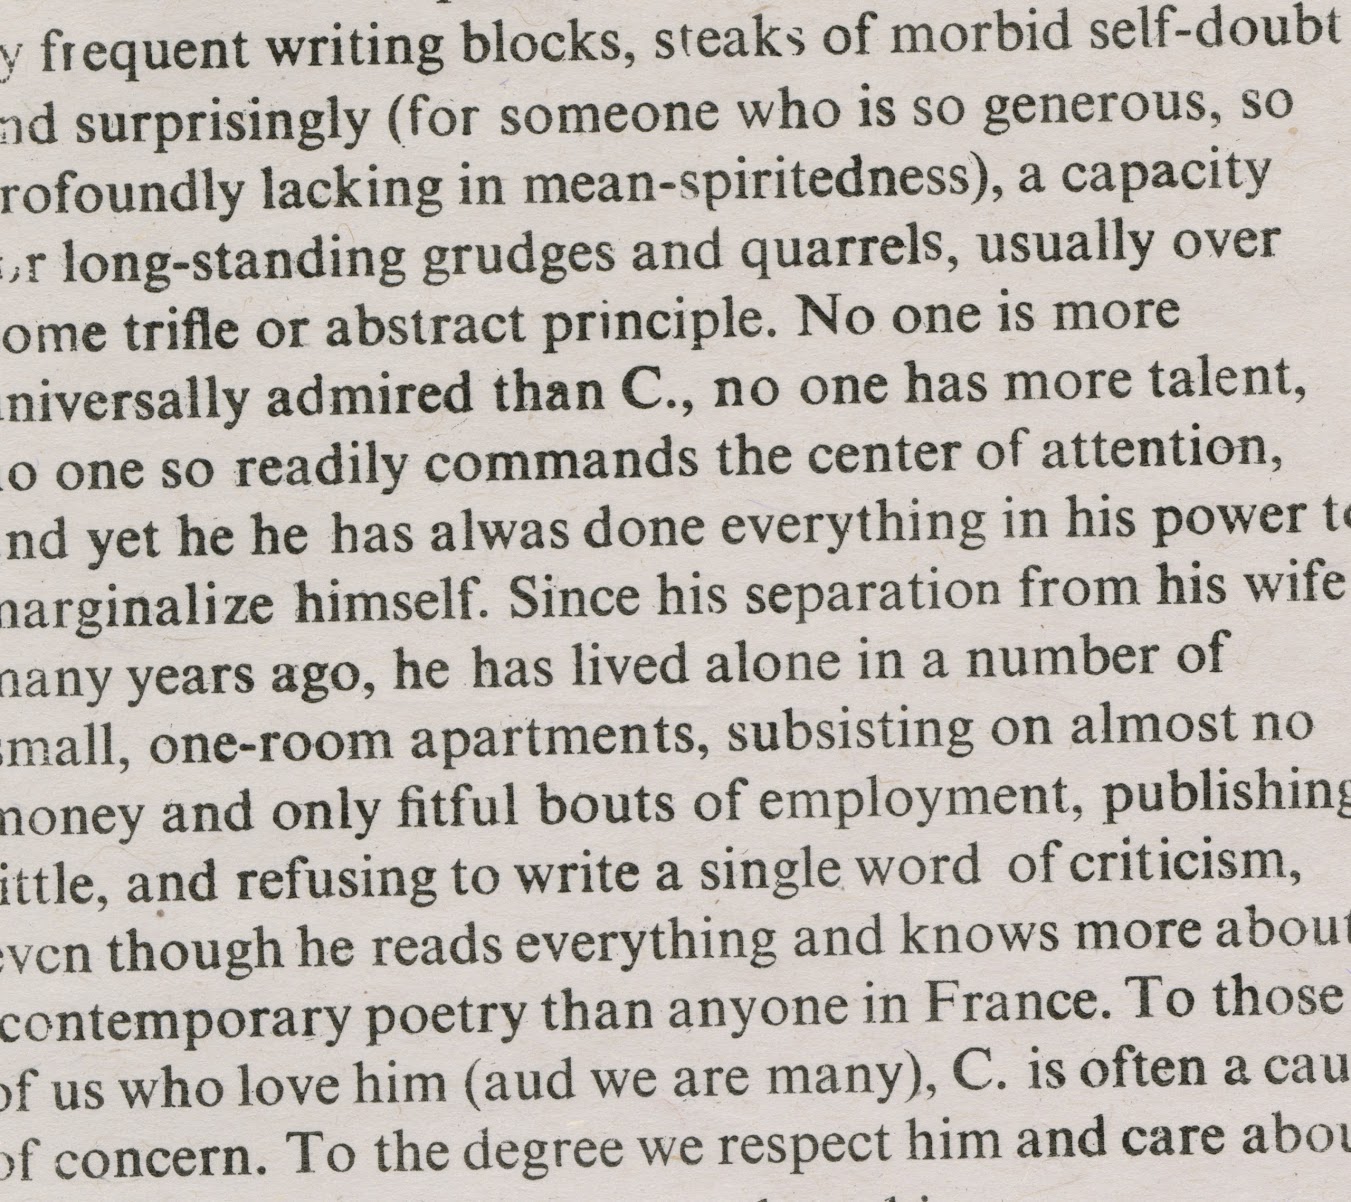 y frequent writing blocks, steaks of morbid self-doubt
nd surprisingly (for someone who is so generous, so
rofoundly lacking in mean-spiritedness), a capacity
or long-standing grudges and quarrels, usually over
ome trifle or abstract principle. No one is more
niversally admired than C., no one has more talent,
o one so readily commands the center of attention,
nd yet he he has alwas done everything in his power to
narginalize himself. Since his separation from his wife
nany years ago, he has lived alone in a number of
small, one-room apartments, subsisting on almost no
noney and only fitful bouts of employment, publishing
ittle, and refusing to write a single word of criticism,
even though he reads everything and knows more about
contemporary poetry than anyone in France. To those
of us who love him (aud we are many), C. is often a cau
of concern. To the degree we respect him and care abou